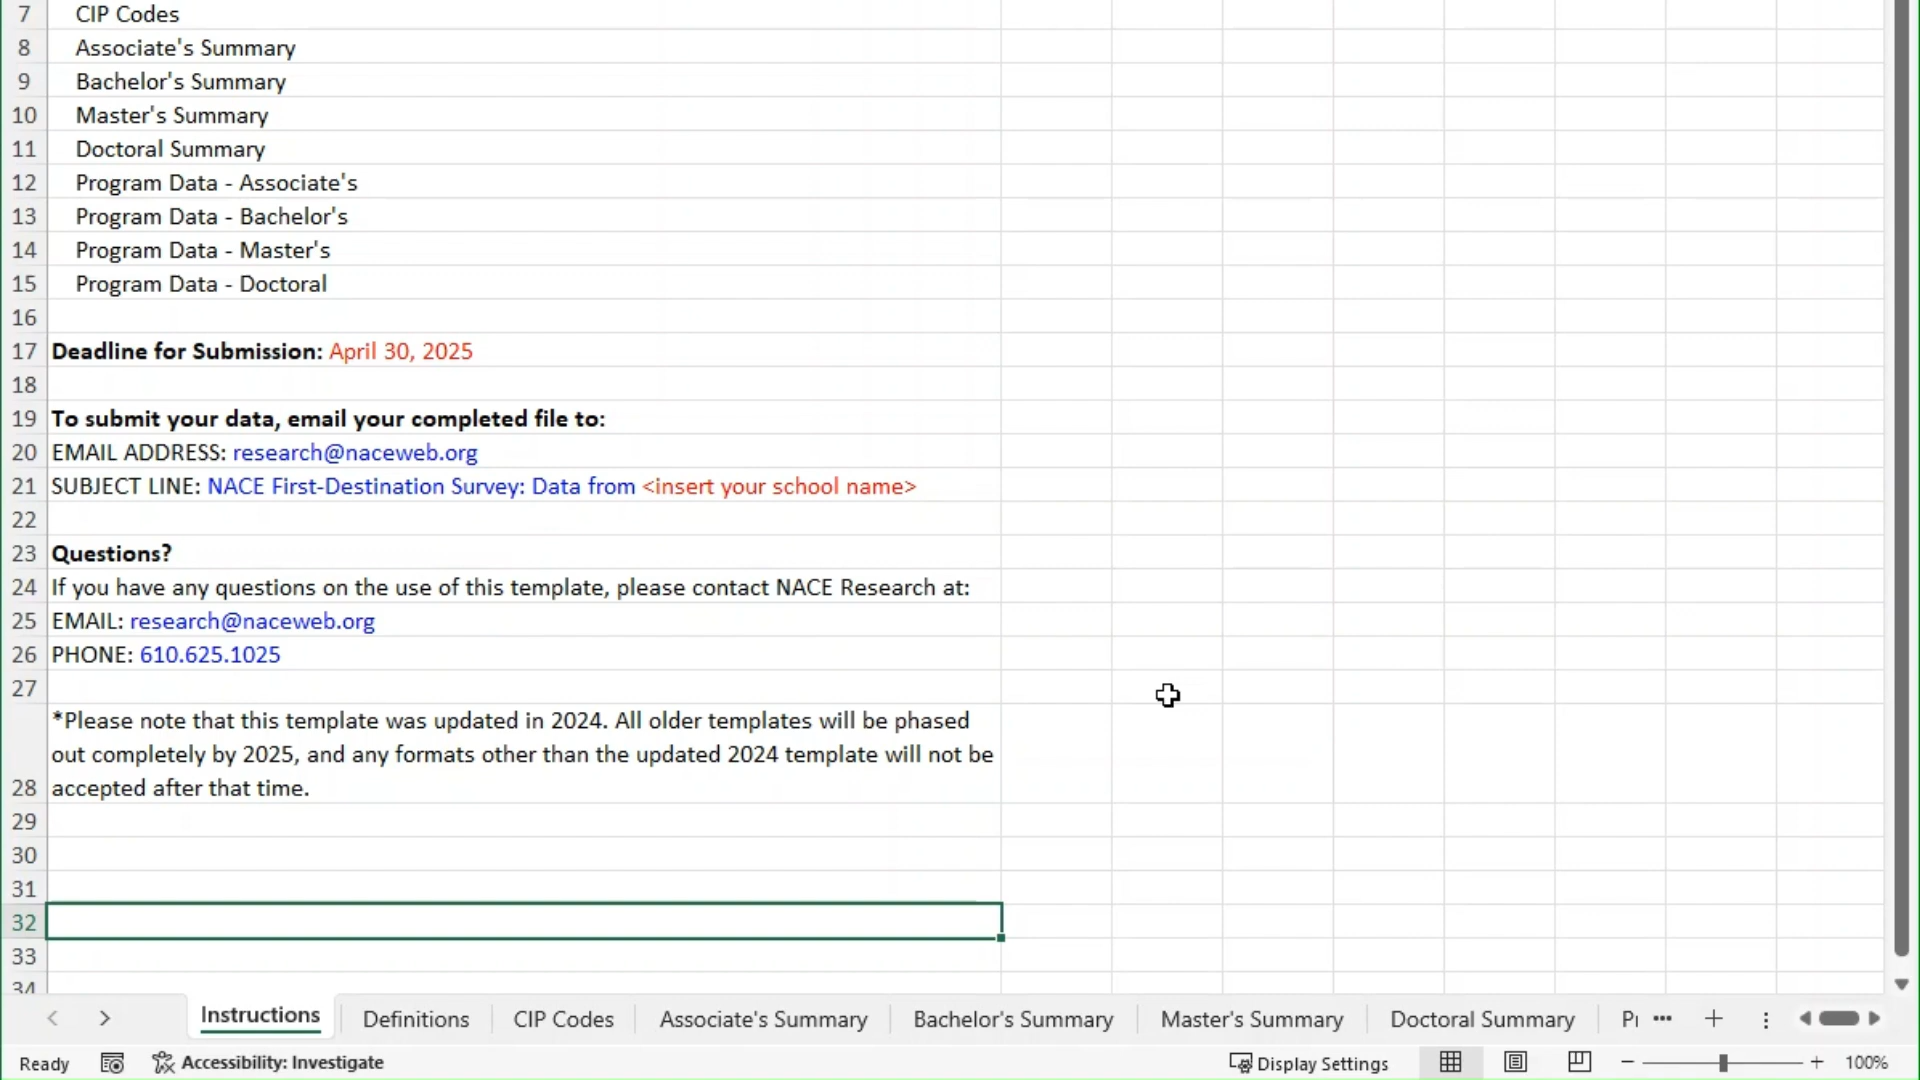 7 CIP Codes
8 Associate's Summary
9 Bachelor's Summary
10 Master's Summary
11 Doctoral Summary
12 Program Data - Associate's
13 Program Data - Bachelor's
14 Program Data - Master's
15 Program Data - Doctoral
16
17 Deadline for Submission: April 30, 2025
18
19 To submit your data, email your completed file to:
20 EMAIL ADDRESS: research@naceweb.org
21 SUBJECT LINE: NACE First-Destination Survey: Data from <insert your school name>
22
23 Questions?
24 If you have any questions on the use of this template, please contact NACE Research at:
25 EMAIL: research@naceweb.org
26 PHONE: 610.625.1025
27
*Please note that this template was updated in 2024. All older templates will be phased
out completely by 2025, and any formats other than the updated 2024 template will not be
28 accepted after that time.
29
30
31
32
33
34
Instructions Definitions CIP Codes Associate's Summary Bachelor's Summary Master's Summary Doctoral Summary
Ready Accessibility: Investigate Display Settings 100%